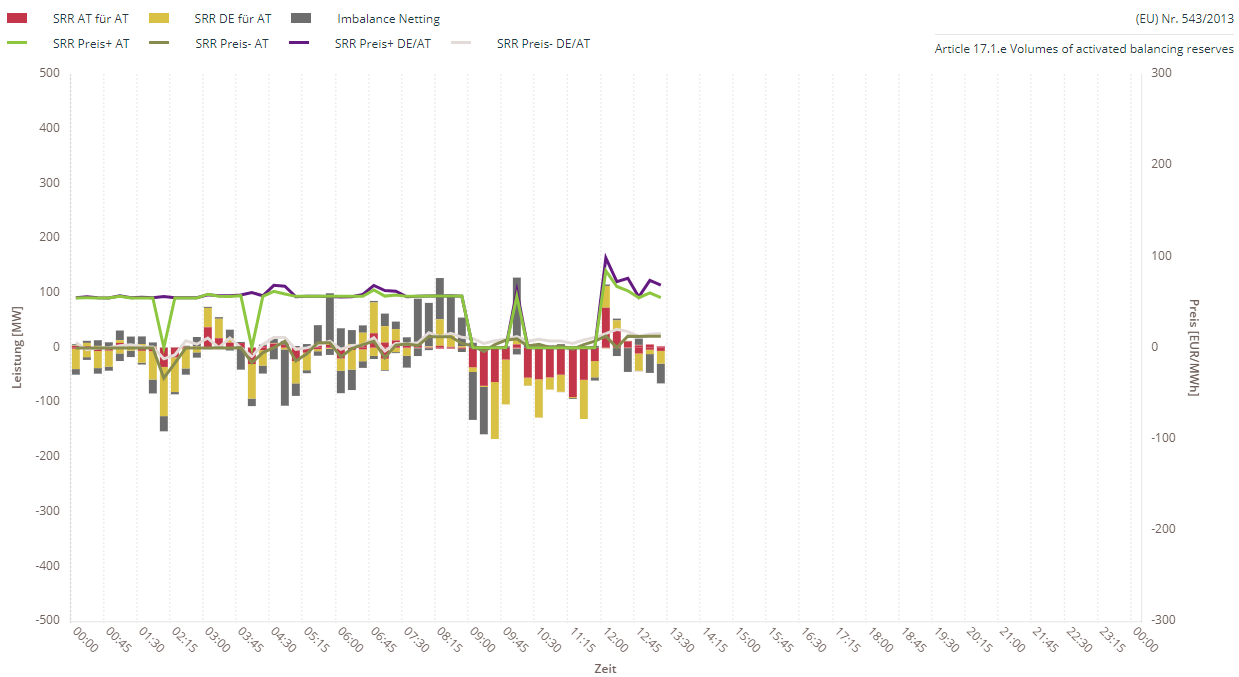 SRR AT für AT SRR DE für AT Imbalance Netting
(EU) Nr. 543/2013
SRR Preis+ AT SRR Preis- AT SRR Preis+ DE/AT SRR Preis- DE/AT
Article 17.1.e Volumes of activated balancing reserves
500 300
400
300 200
200
100 100
0 0
-100
-100
-200
-300 -200
-400
-500 -300
Leistung [MW]
Preis [EUR/MWh]
00:00 00:45 01:30 02:15 03:00 03:45 04:30 05:15 06:00 06:45 07:30 08:15 09:00 09:45 10:30 11:15 12:00 12:45 13:30 14:15 15:00 15:45 16:30 17:15 18:00 18:45 19:30 20:15 21:00 21:45 22:30 23:15 00:00
Zeit